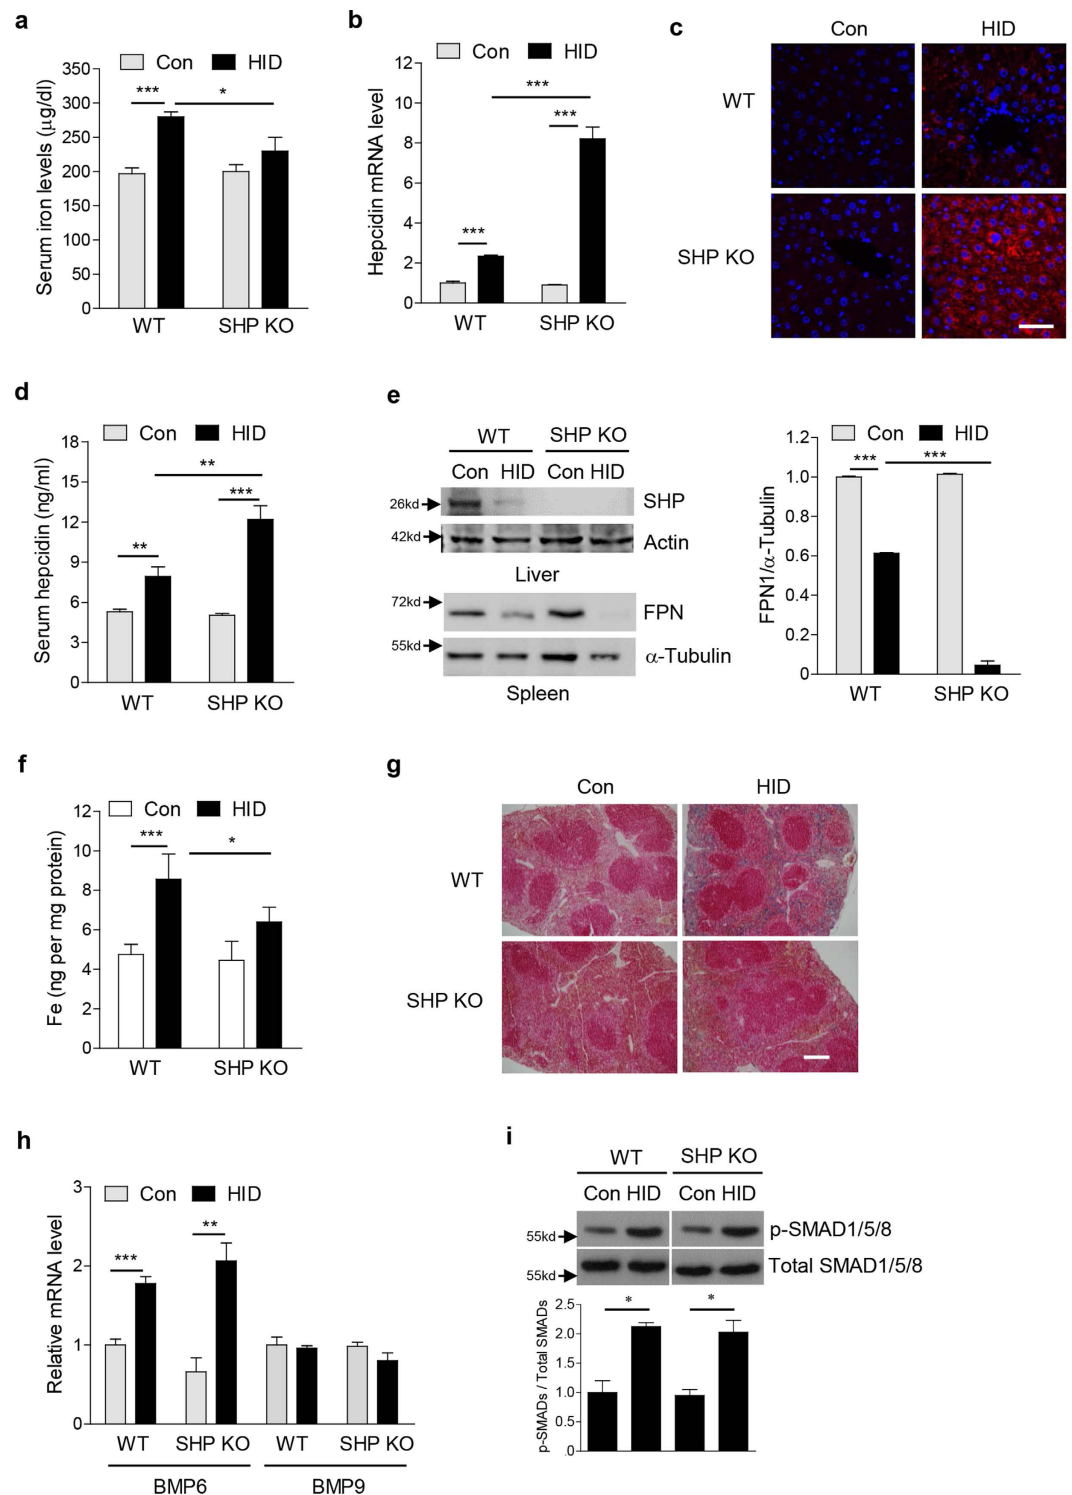 a
Con HID
Serum iron levels (µg/dl)
350
300
250
200
150
100
50
0
*** *
WT SHP KO
b
Con HID
Hepcidin mRNA level
12
10
8
6
4
2
0
***
***
***
WT SHP KO
c
Con HID
WT
SHP KO
d
Con HID
Serum hepcidin (ng/ml)
18
15
12
9
6
3
0
**
***
**
WT SHP KO
e
WT SHP KO
Con HID Con HID
26kd SHP
42kd Actin
Liver
72kd FPN
55kd α-Tubulin
Spleen
Con HID
FPN1/α-Tubulin
1.2
1.0
0.8
0.6
0.4
0.2
0
*** ***
WT SHP KO
f
Con HID
Fe (ng per mg protein)
12
10
8
6
4
2
0
*** *
WT SHP KO
g
Con HID
WT
SHP KO
h
Con HID
Relative mRNA level
3
2
1
0
*** **
WT SHP KO WT SHP KO
BMP6 BMP9
i
WT SHP KO
Con HID Con HID
55kd p-SMAD1/5/8
55kd Total SMAD1/5/8
p-SMADs / Total SMADs
2.5
2.0
1.5
1.0
0.5
.0
* *